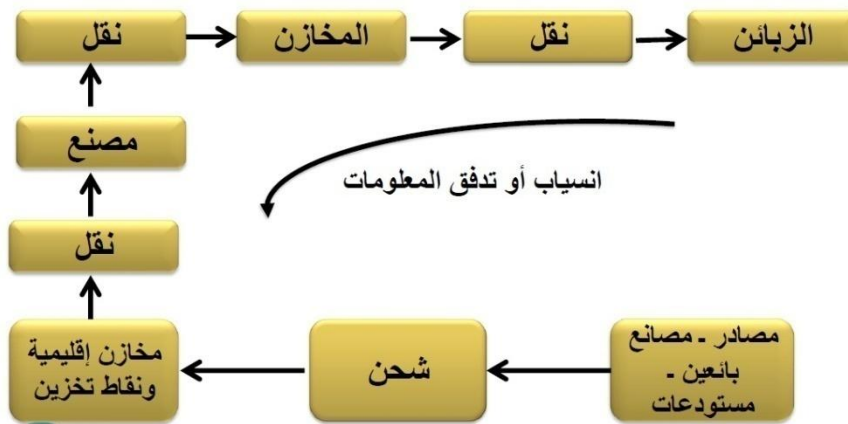 الزبائن
نقل
المخازن
نقل
مصنع
انسياب أو تدفق المعلومات
نقل
مصادر ـ مصانع
بائعين ـ
مستودعات
شحن
مخازن إقليمية
ونقاط تخزين